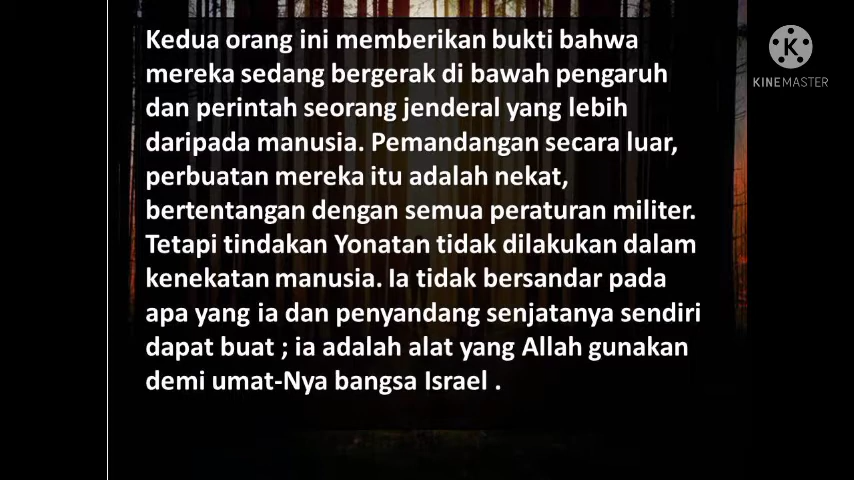 Kedua orang ini memberikan bukti bahwa
mereka sedang bergerak di bawah pengaruh
dan perintah seorang jenderal yang lebih
daripada manusia. Pemandangan secara luar,
perbuatan mereka itu adalah nekat,
bertentangan dengan semua peraturan militer.
Tetapi tindakan Yonatan tidak dilakukan dalam
kenekatan manusia. Ia tidak bersandar pada
apa yang ia dan penyandang senjatanya sendiri
dapat buat ; ia adalah alat yang Allah gunakan
demi umat-Nya bangsa Israel .
K
KINEMASTER